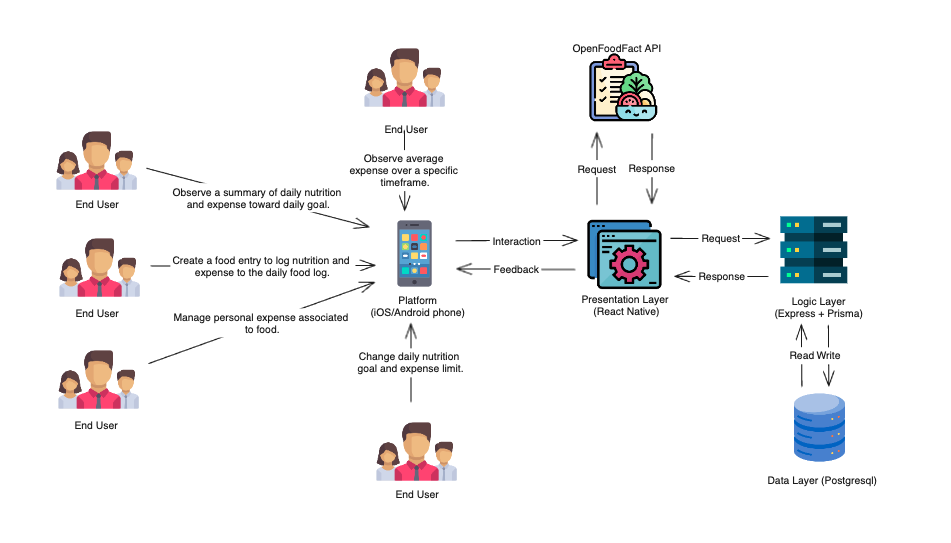 OpenFoodFact API
End User
Observe average
expense over a specific
timeframe.
Request
Response
End User
Observe a summary of daily nutrition
and expense toward daily goal.
Interaction
Request
Create a food entry to log nutrition and
expense to the daily food log.
Feedback
Response
End User
Platform
(iOS/Android phone)
Presentation Layer
(React Native)
Logic Layer
(Express + Prisma)
Manage personal expense associated
to food.
Change daily nutrition
goal and expense limit.
Read Write
End User
Data Layer (Postgresql)
End User